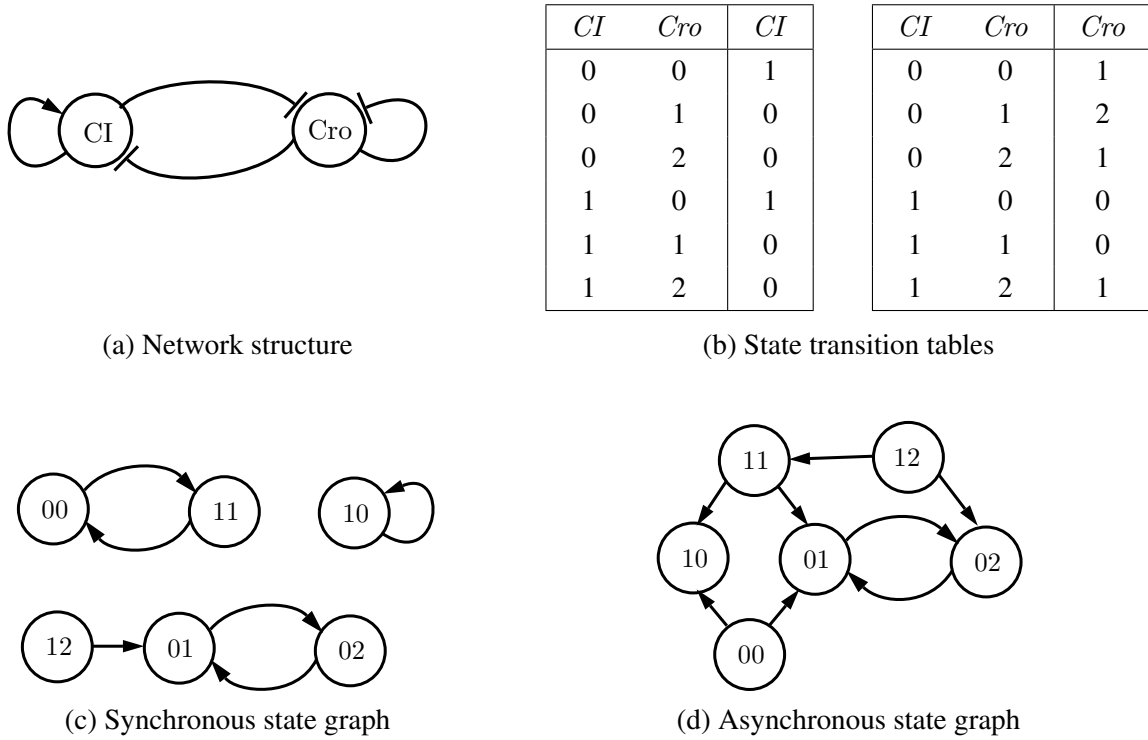 CI Cro
CI Cro CI
0 0 1
0 1 0
0 2 0
1 0 1
1 1 0
1 2 0
CI Cro Cro
0 0 1
0 1 2
0 2 1
1 0 0
1 1 0
1 2 1
(a) Network structure
(b) State transition tables
00 11 10
12 01 02
(c) Synchronous state graph
11 12
10 01 02
00
(d) Asynchronous state graph